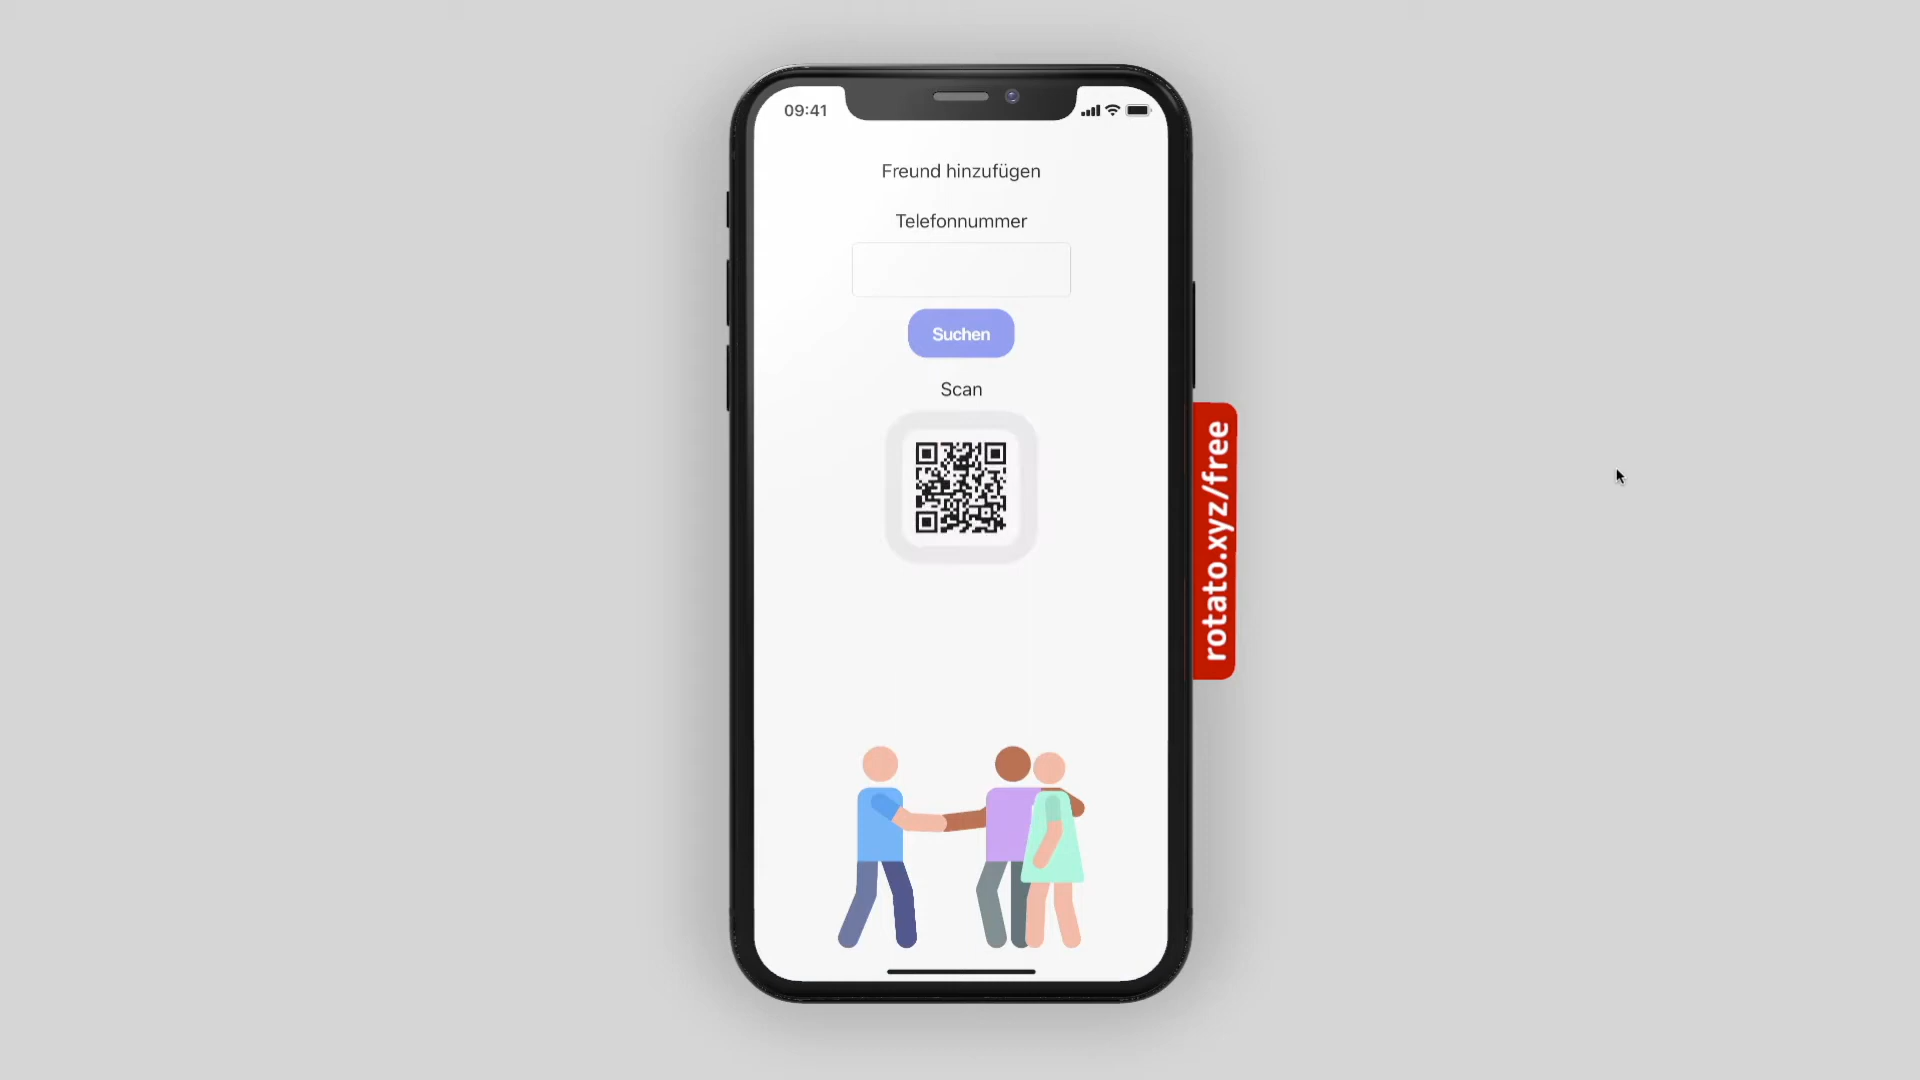 09:41
Freund hinzufügen
Telefonnummer
Suchen
Scan
rotato.xyz/free